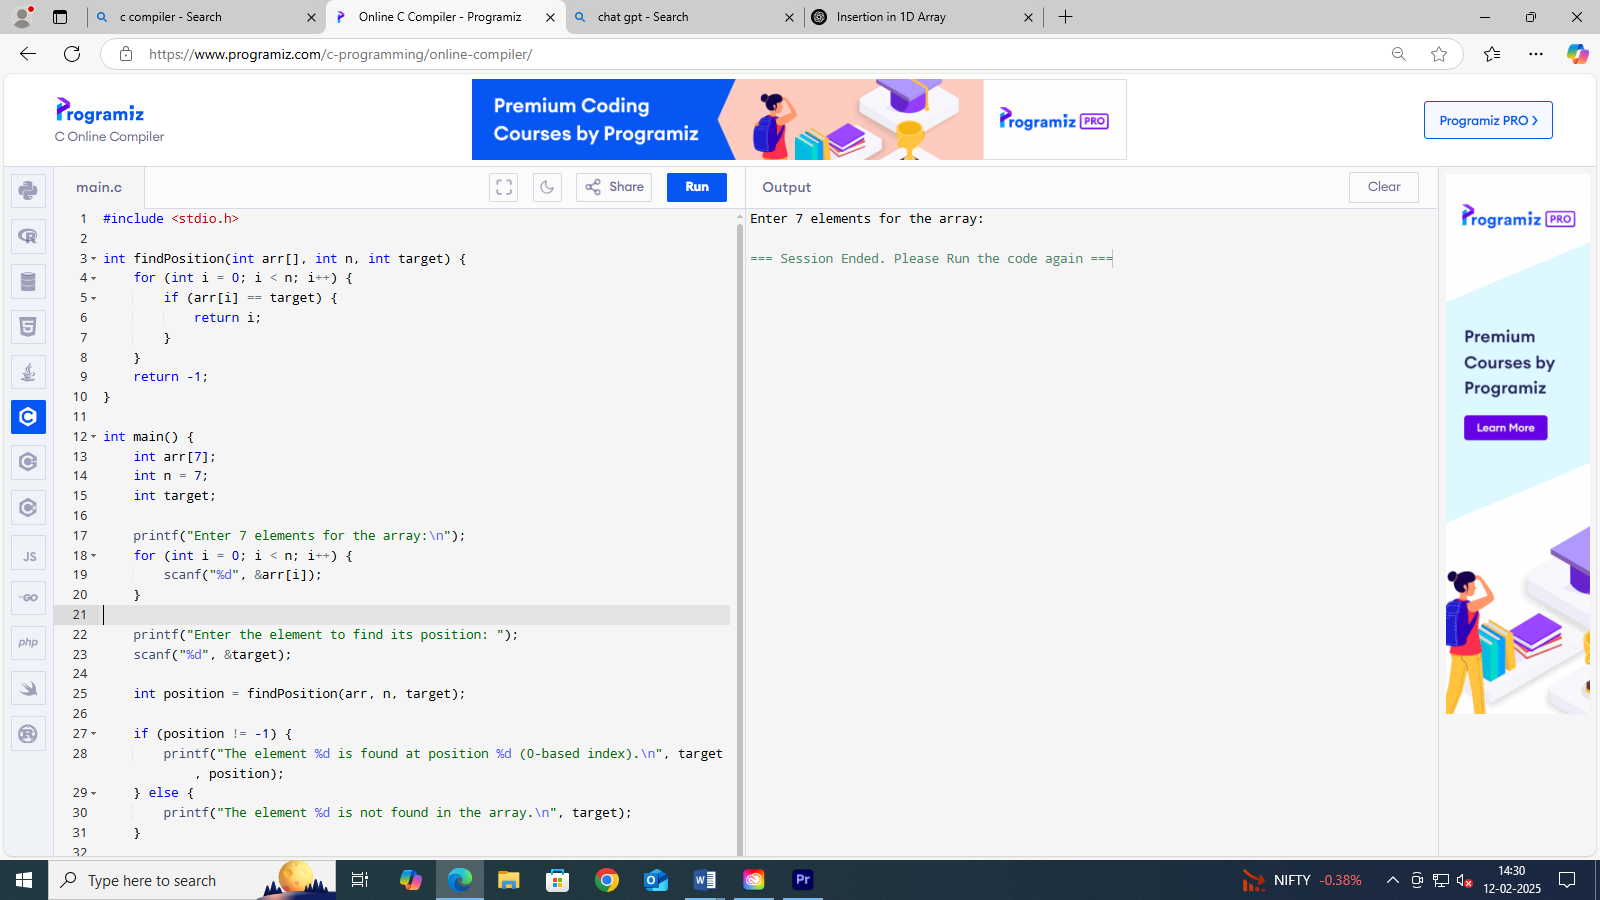 c compiler - Search
Online C Compiler - Programiz
chat gpt - Search
Insertion in 1D Array
https://www.programiz.com/c-programming/online-compiler/
Programiz
C Online Compiler
Premium Coding
Courses by Programiz
Programiz PRO
Programiz PRO >
main.c
Share
Run
Output
Clear
1 #include <stdio.h>
2
3 int findPosition(int arr[], int n, int target) {
4     for (int i = 0; i < n; i++) {
5         if (arr[i] == target) {
6             return i;
7         }
8     }
9     return -1;
10 }
11
12 int main() {
13     int arr[7];
14     int n = 7;
15     int target;
16
17     printf("Enter 7 elements for the array:\n");
18     for (int i = 0; i < n; i++) {
19         scanf("%d", &arr[i]);
20     }
21
22     printf("Enter the element to find its position: ");
23     scanf("%d", &target);
24
25     int position = findPosition(arr, n, target);
26
27     if (position != -1) {
28         printf("The element %d is found at position %d (0-based index).\n", target
, position);
29     } else {
30         printf("The element %d is not found in the array.\n", target);
31     }
32
Enter 7 elements for the array:
=== Session Ended. Please Run the code again ===
JS
GO
php
Programiz PRO
Premium
Courses by
Programiz
Learn More
Type here to search
NIFTY -0.38%
14:30
12-02-2025